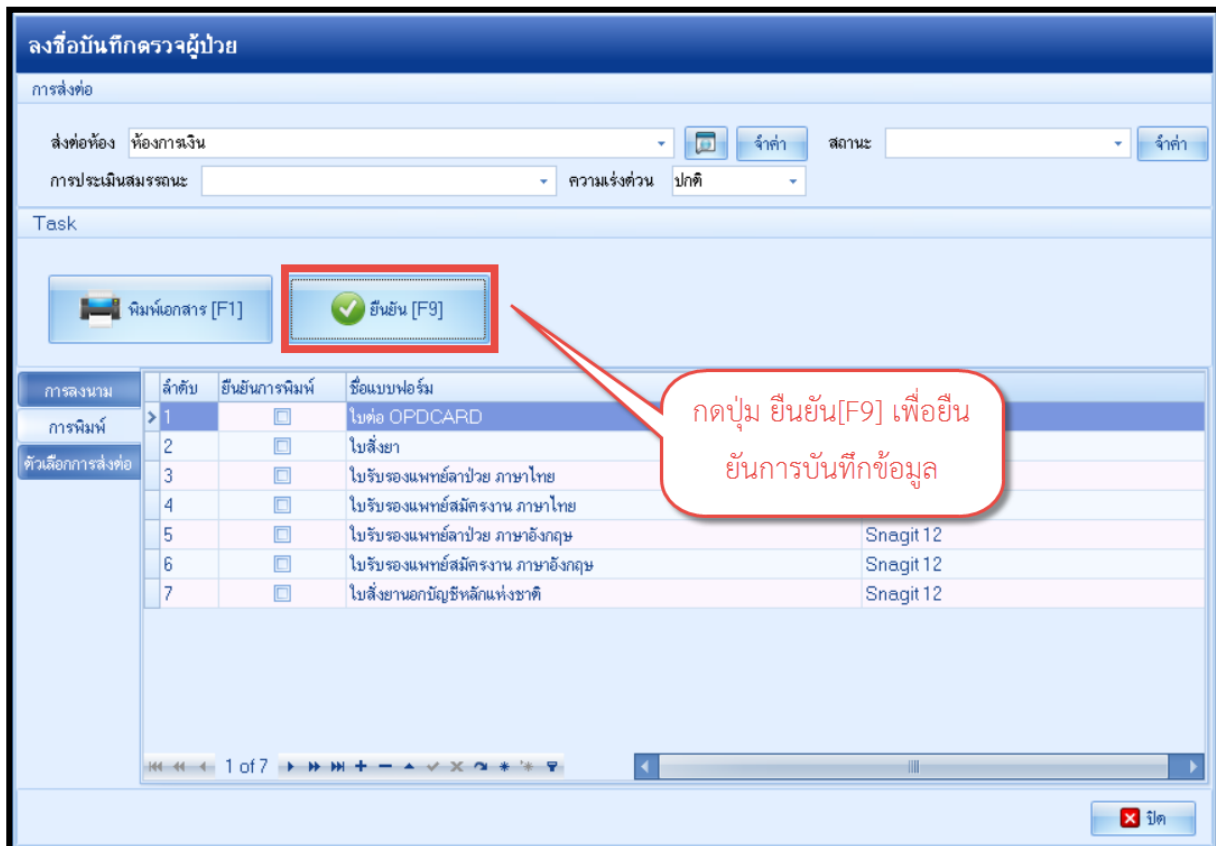 ลงชื่อบันทึกตรวจผู้ป่วย
การส่งต่อ
ส่งต่อห้อง ห้องการเงิน จำค่า สถานะ จำค่า
การประเมินสมรรถนะ ความเร่งด่วน ปกติ
Task
พิมพ์เอกสาร [F1] ยืนยัน [F9]
การลงนาม
การพิมพ์
ตัวเลือกการส่งต่อ
ลำดับ ยืนยันการพิมพ์ ชื่อแบบฟอร์ม
1 ใบต่อ OPDCARD
2 ใบสั่งยา
3 ใบรับรองแพทย์ลาป่วย ภาษาไทย
4 ใบรับรองแพทย์สมัครงาน ภาษาไทย
5 ใบรับรองแพทย์ลาป่วย ภาษาอังกฤษ Snagit 12
6 ใบรับรองแพทย์สมัครงาน ภาษาอังกฤษ Snagit 12
7 ใบสั่งยานอกบัญชีหลักแห่งชาติ Snagit 12
กดปุ่ม ยืนยัน[F9] เพื่อยืน
ยันการบันทึกข้อมูล
1 of 7
ปิด